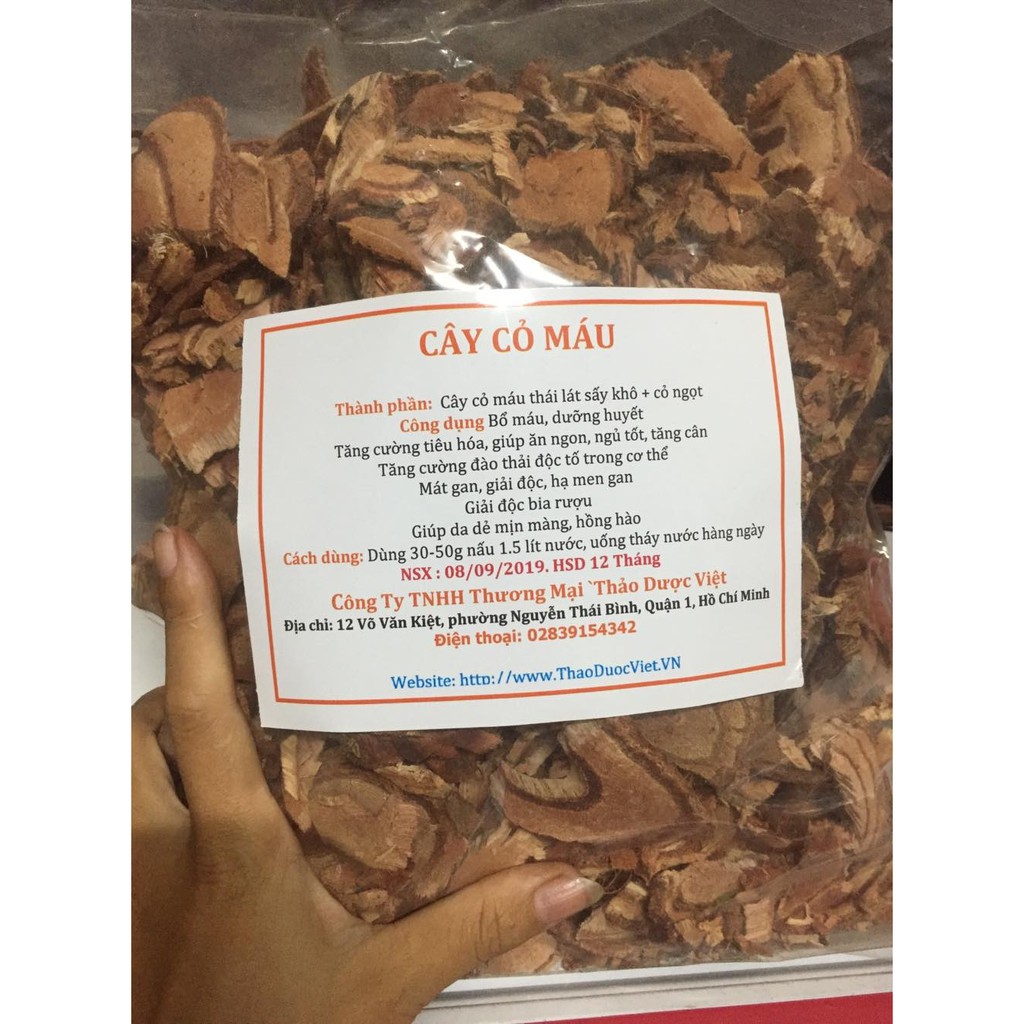 CÂY CỎ MÁU
Thành phần: Cây cỏ máu thái lát sấy khô + cỏ ngọt
Công dụng Bổ máu, dưỡng huyết
Tăng cường tiêu hóa, giúp ăn ngon, ngủ tốt, tăng cân
Tăng cường đào thải độc tố trong cơ thể
Mát gan, giải độc, hạ men gan
Giải độc bia rượu
Giúp da dẻ mịn màng, hồng hào
Cách dùng: Dùng 30-50g nấu 1.5 lít nước, uống tháy nước hàng ngày
NSX : 08/09/2019. HSD 12 Tháng
Công Ty TNHH Thương Mại `Thảo Dược Việt
Địa chỉ: 12 Võ Văn Kiệt, phường Nguyễn Thái Bình, Quận 1, Hồ Chí Minh
Điện thoại: 02839154342
Website: http://www.ThaoDuocViet.VN